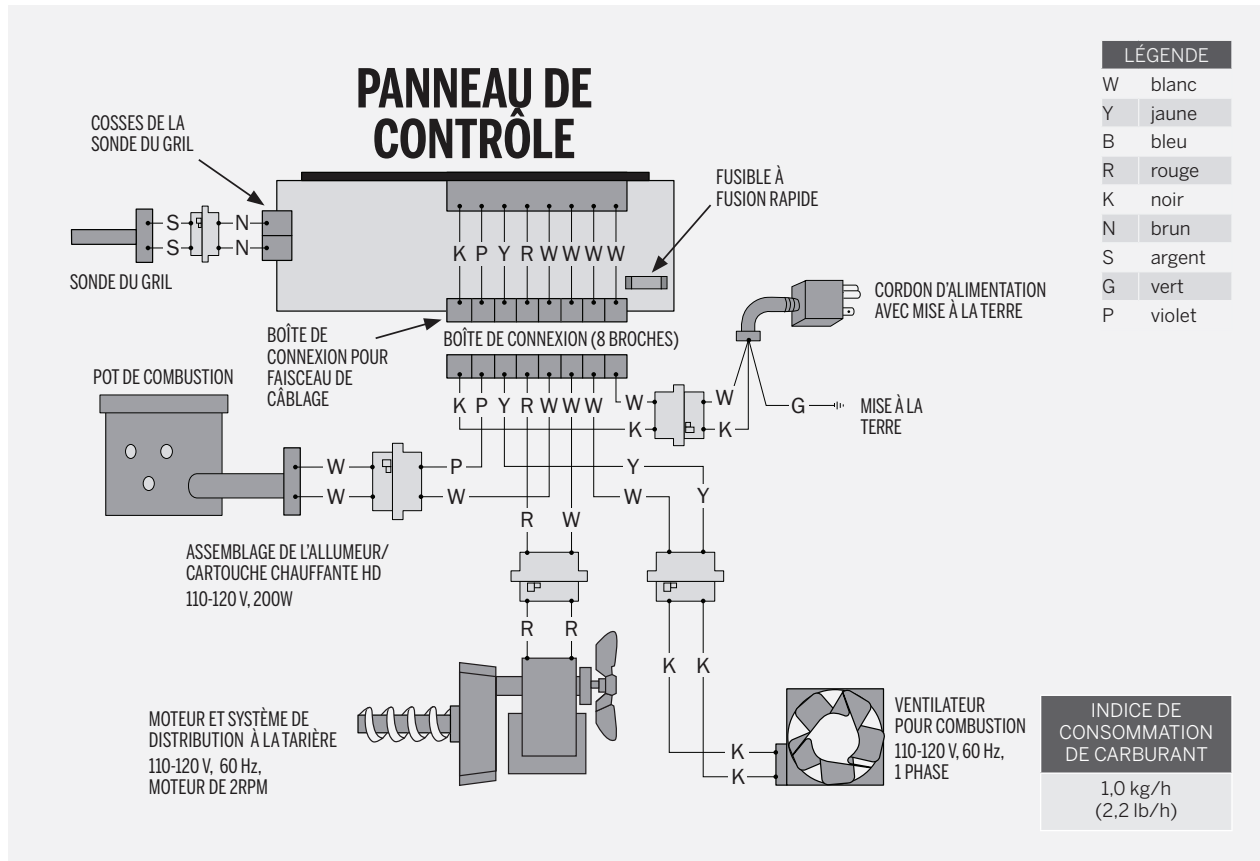 PANNEAU DE
CONTRÔLE
COSSES DE LA
SONDE DU GRIL
S
N
S
N
SONDE DU GRIL
K P Y R W W W W
FUSIBLE À
FUSION RAPIDE
LÉGENDE
W blanc
Y jaune
B bleu
R rouge
K noir
N brun
S argent
G vert
P violet
BOÎTE DE
CONNEXION POUR
FAISCEAU DE
CÂBLAGE
BOÎTE DE CONNEXION (8 BROCHES)
CORDON D'ALIMENTATION
AVEC MISE À LA TERRE
K P Y R W W W
W
W
K
K
G
MISE À LA
TERRE
POT DE COMBUSTION
W
P
W
W
Y
W
Y
R
W
ASSEMBLAGE DE L'ALLUMEUR/
CARTOUCHE CHAUFFANTE HD
110-120 V, 200W
R
R
K
K
MOTEUR ET SYSTÈME DE
DISTRIBUTION À LA TARIÈRE
110-120 V, 60 Hz,
MOTEUR DE 2RPM
K
K
VENTILATEUR
POUR COMBUSTION
110-120 V, 60 Hz,
1 PHASE
INDICE DE
CONSOMMATION
DE CARBURANT
1,0 kg/h
(2,2 lb/h)